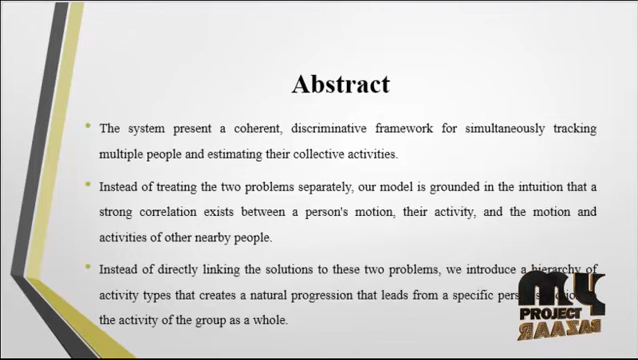 Abstract
• The system present a coherent, discriminative framework for simultaneously tracking
multiple people and estimating their collective activities.
• Instead of treating the two problems separately, our model is grounded in the intuition that a
strong correlation exists between a person's motion, their activity, and the motion and
activities of other nearby people.
• Instead of directly linking the solutions to these two problems, we introduce a hierarchy of
activity types that creates a natural progression that leads from a specific
the activity of the group as a whole.
MY
PROJECT
BAZAAR